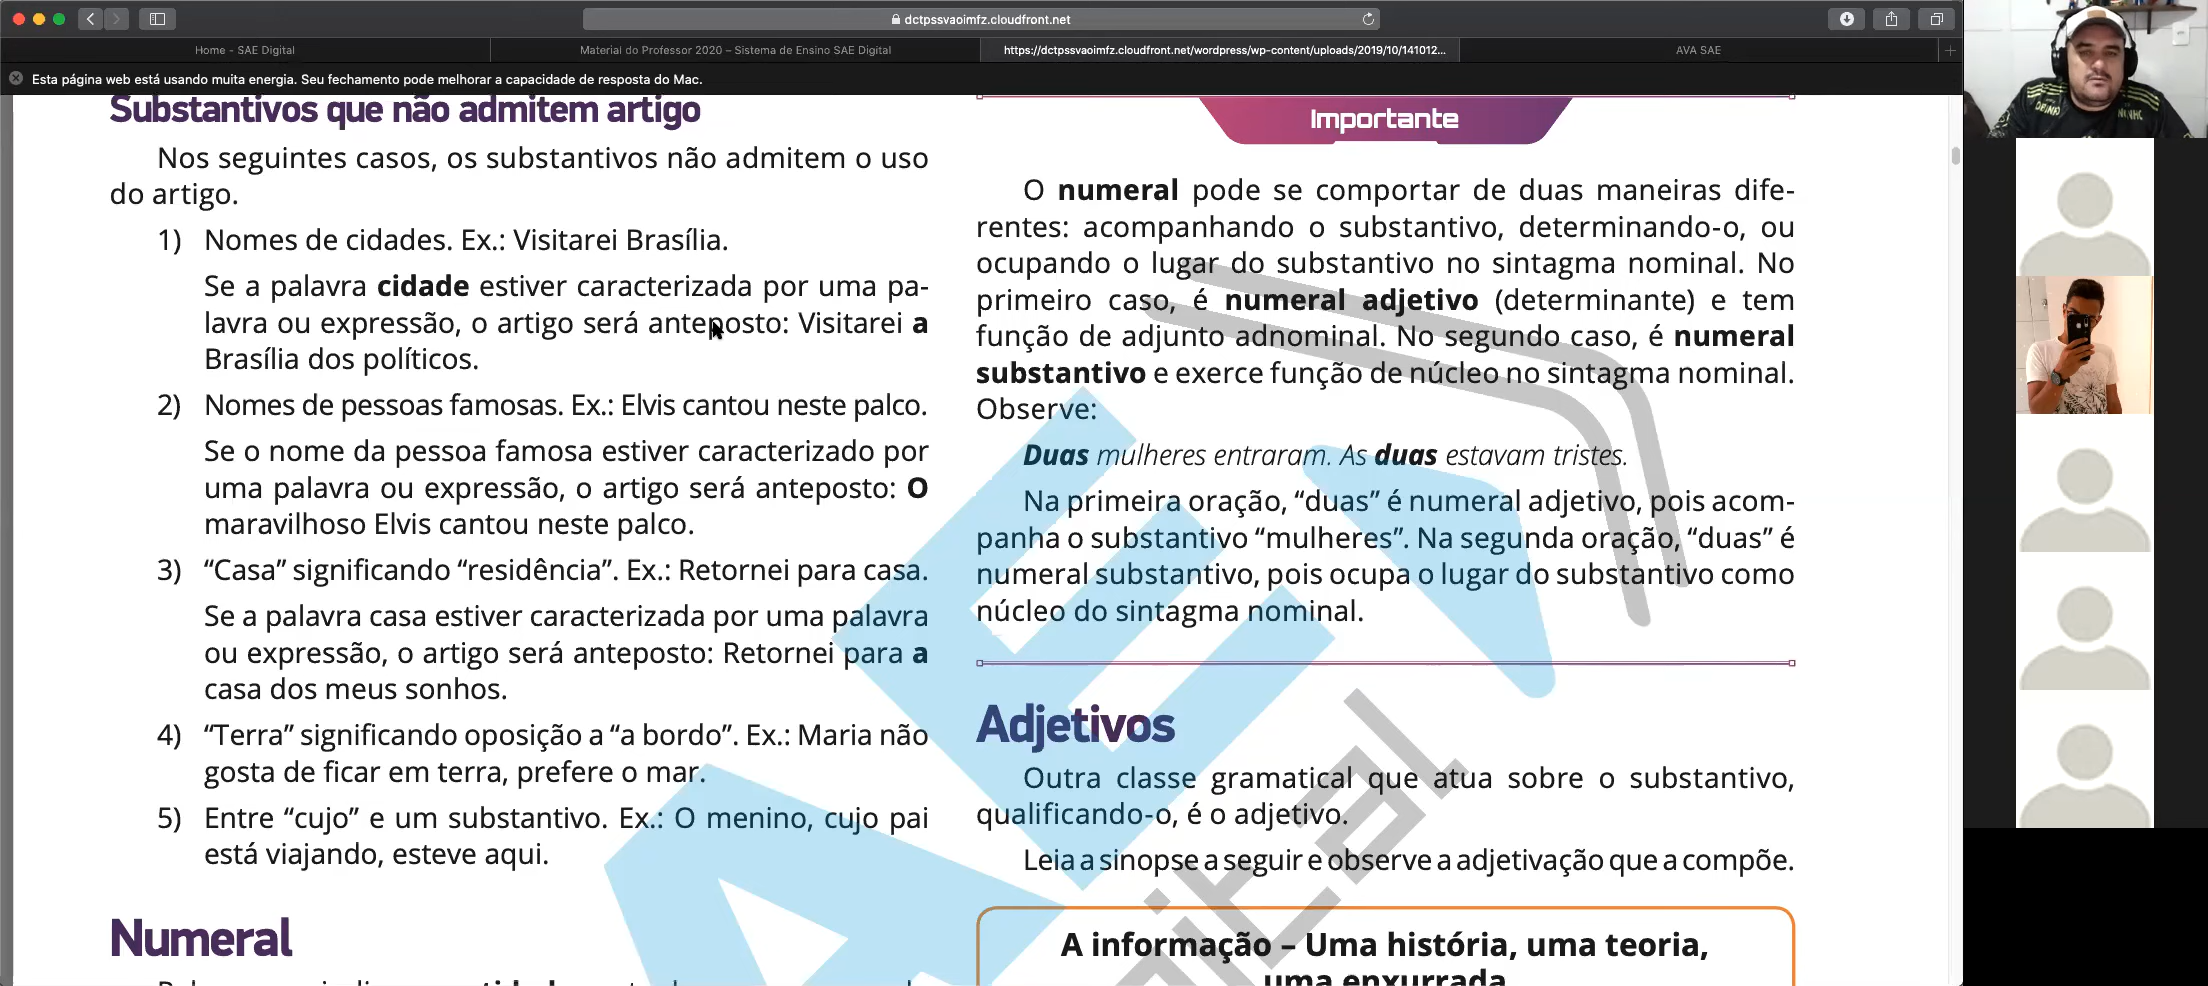 dctpssvaoimfz.cloudfront.net
Home - SAE Digital
Material do Professor 2020 – Sistema de Ensino SAE Digital
https://dctpssvaoimfz.cloudfront.net/wordpress/wp-content/uploads/2019/10/141012...
AVA SAE
Esta página web está usando muita energia. Seu fechamento pode melhorar a capacidade de resposta do Mac.
Substantivos que não admitem artigo
Nos seguintes casos, os substantivos não admitem o uso
do artigo.
1) Nomes de cidades. Ex.: Visitarei Brasília.
Se a palavra cidade estiver caracterizada por uma pa-
lavra ou expressão, o artigo será anteposto: Visitarei a
Brasília dos políticos.
2) Nomes de pessoas famosas. Ex.: Elvis cantou neste palco.
Se o nome da pessoa famosa estiver caracterizado por
uma palavra ou expressão, o artigo será anteposto: O
maravilhoso Elvis cantou neste palco.
3) “Casa” significando “residência”. Ex.: Retornei para casa.
Se a palavra casa estiver caracterizada por uma palavra
ou expressão, o artigo será anteposto: Retornei para a
casa dos meus sonhos.
4) “Terra” significando oposição a “a bordo”. Ex.: Maria não
gosta de ficar em terra, prefere o mar.
5) Entre “cujo” e um substantivo. Ex.: O menino, cujo pai
está viajando, esteve aqui.
Numeral
Importante
O numeral pode se comportar de duas maneiras dife-
rentes: acompanhando o substantivo, determinando-o, ou
ocupando o lugar do substantivo no sintagma nominal. No
primeiro caso, é numeral adjetivo (determinante) e tem
função de adjunto adnominal. No segundo caso, é numeral
substantivo e exerce função de núcleo no sintagma nominal.
Observe:
Duas mulheres entraram. As duas estavam tristes.
Na primeira oração, “duas” é numeral adjetivo, pois acom-
panha o substantivo “mulheres”. Na segunda oração, “duas” é
numeral substantivo, pois ocupa o lugar do substantivo como
núcleo do sintagma nominal.
Adjetivos
Outra classe gramatical que atua sobre o substantivo,
qualificando-o, é o adjetivo.
Leia a sinopse a seguir e observe a adjetivação que a compõe.
A informação – Uma história, uma teoria,
uma enxurrada